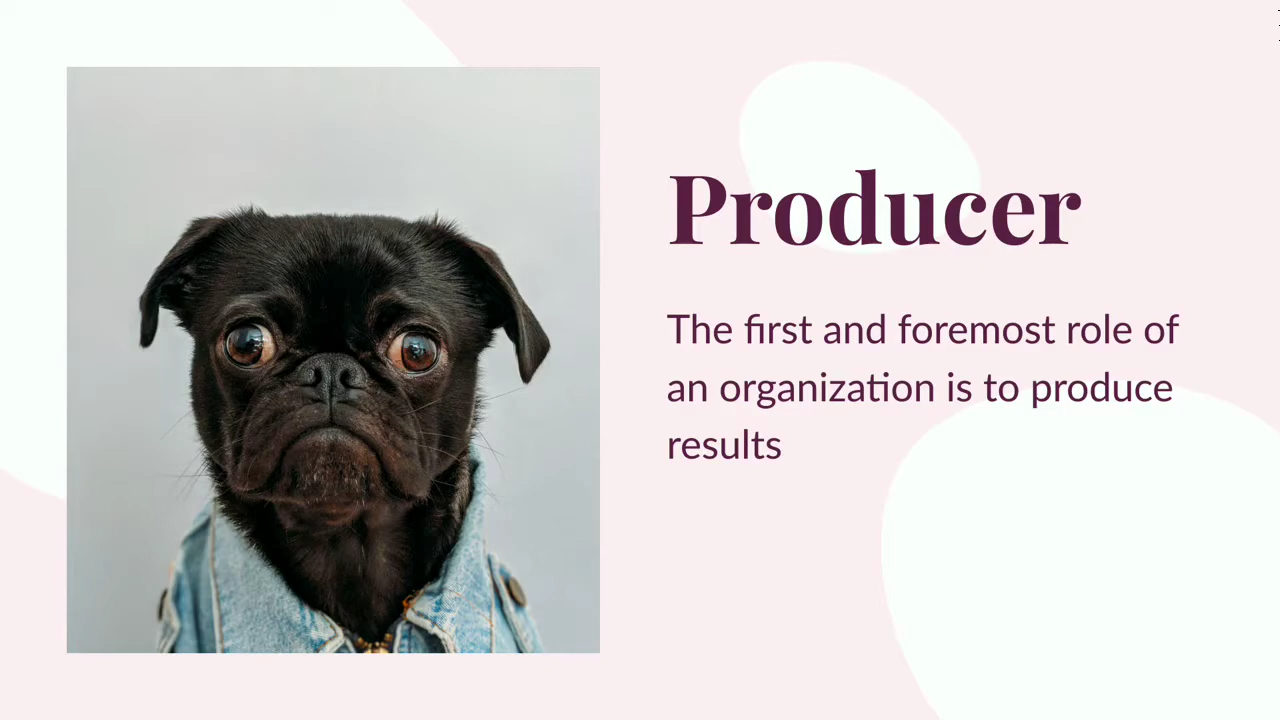 Producer
The first and foremost role of
an organization is to produce
results